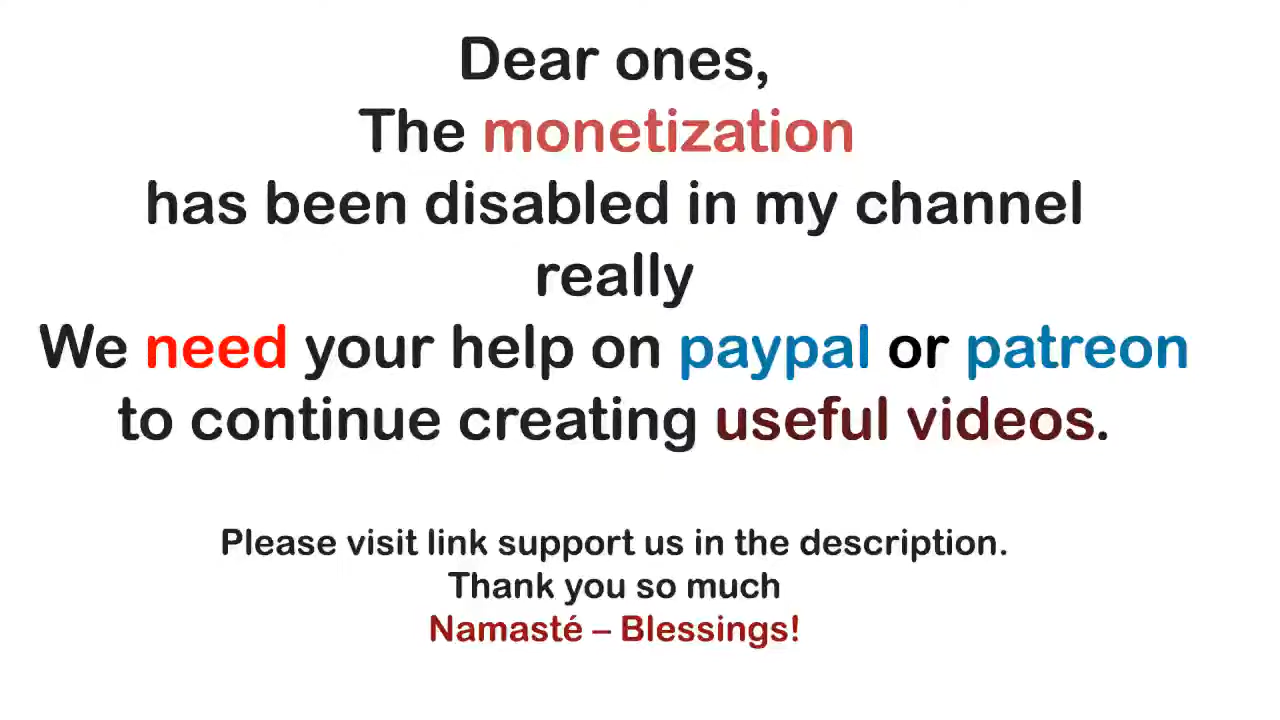 Dear ones,
The monetization
has been disabled in my channel
really
We need your help on paypal or patreon
to continue creating useful videos.
Please visit link support us in the description.
Thank you so much
Namasté – Blessings!